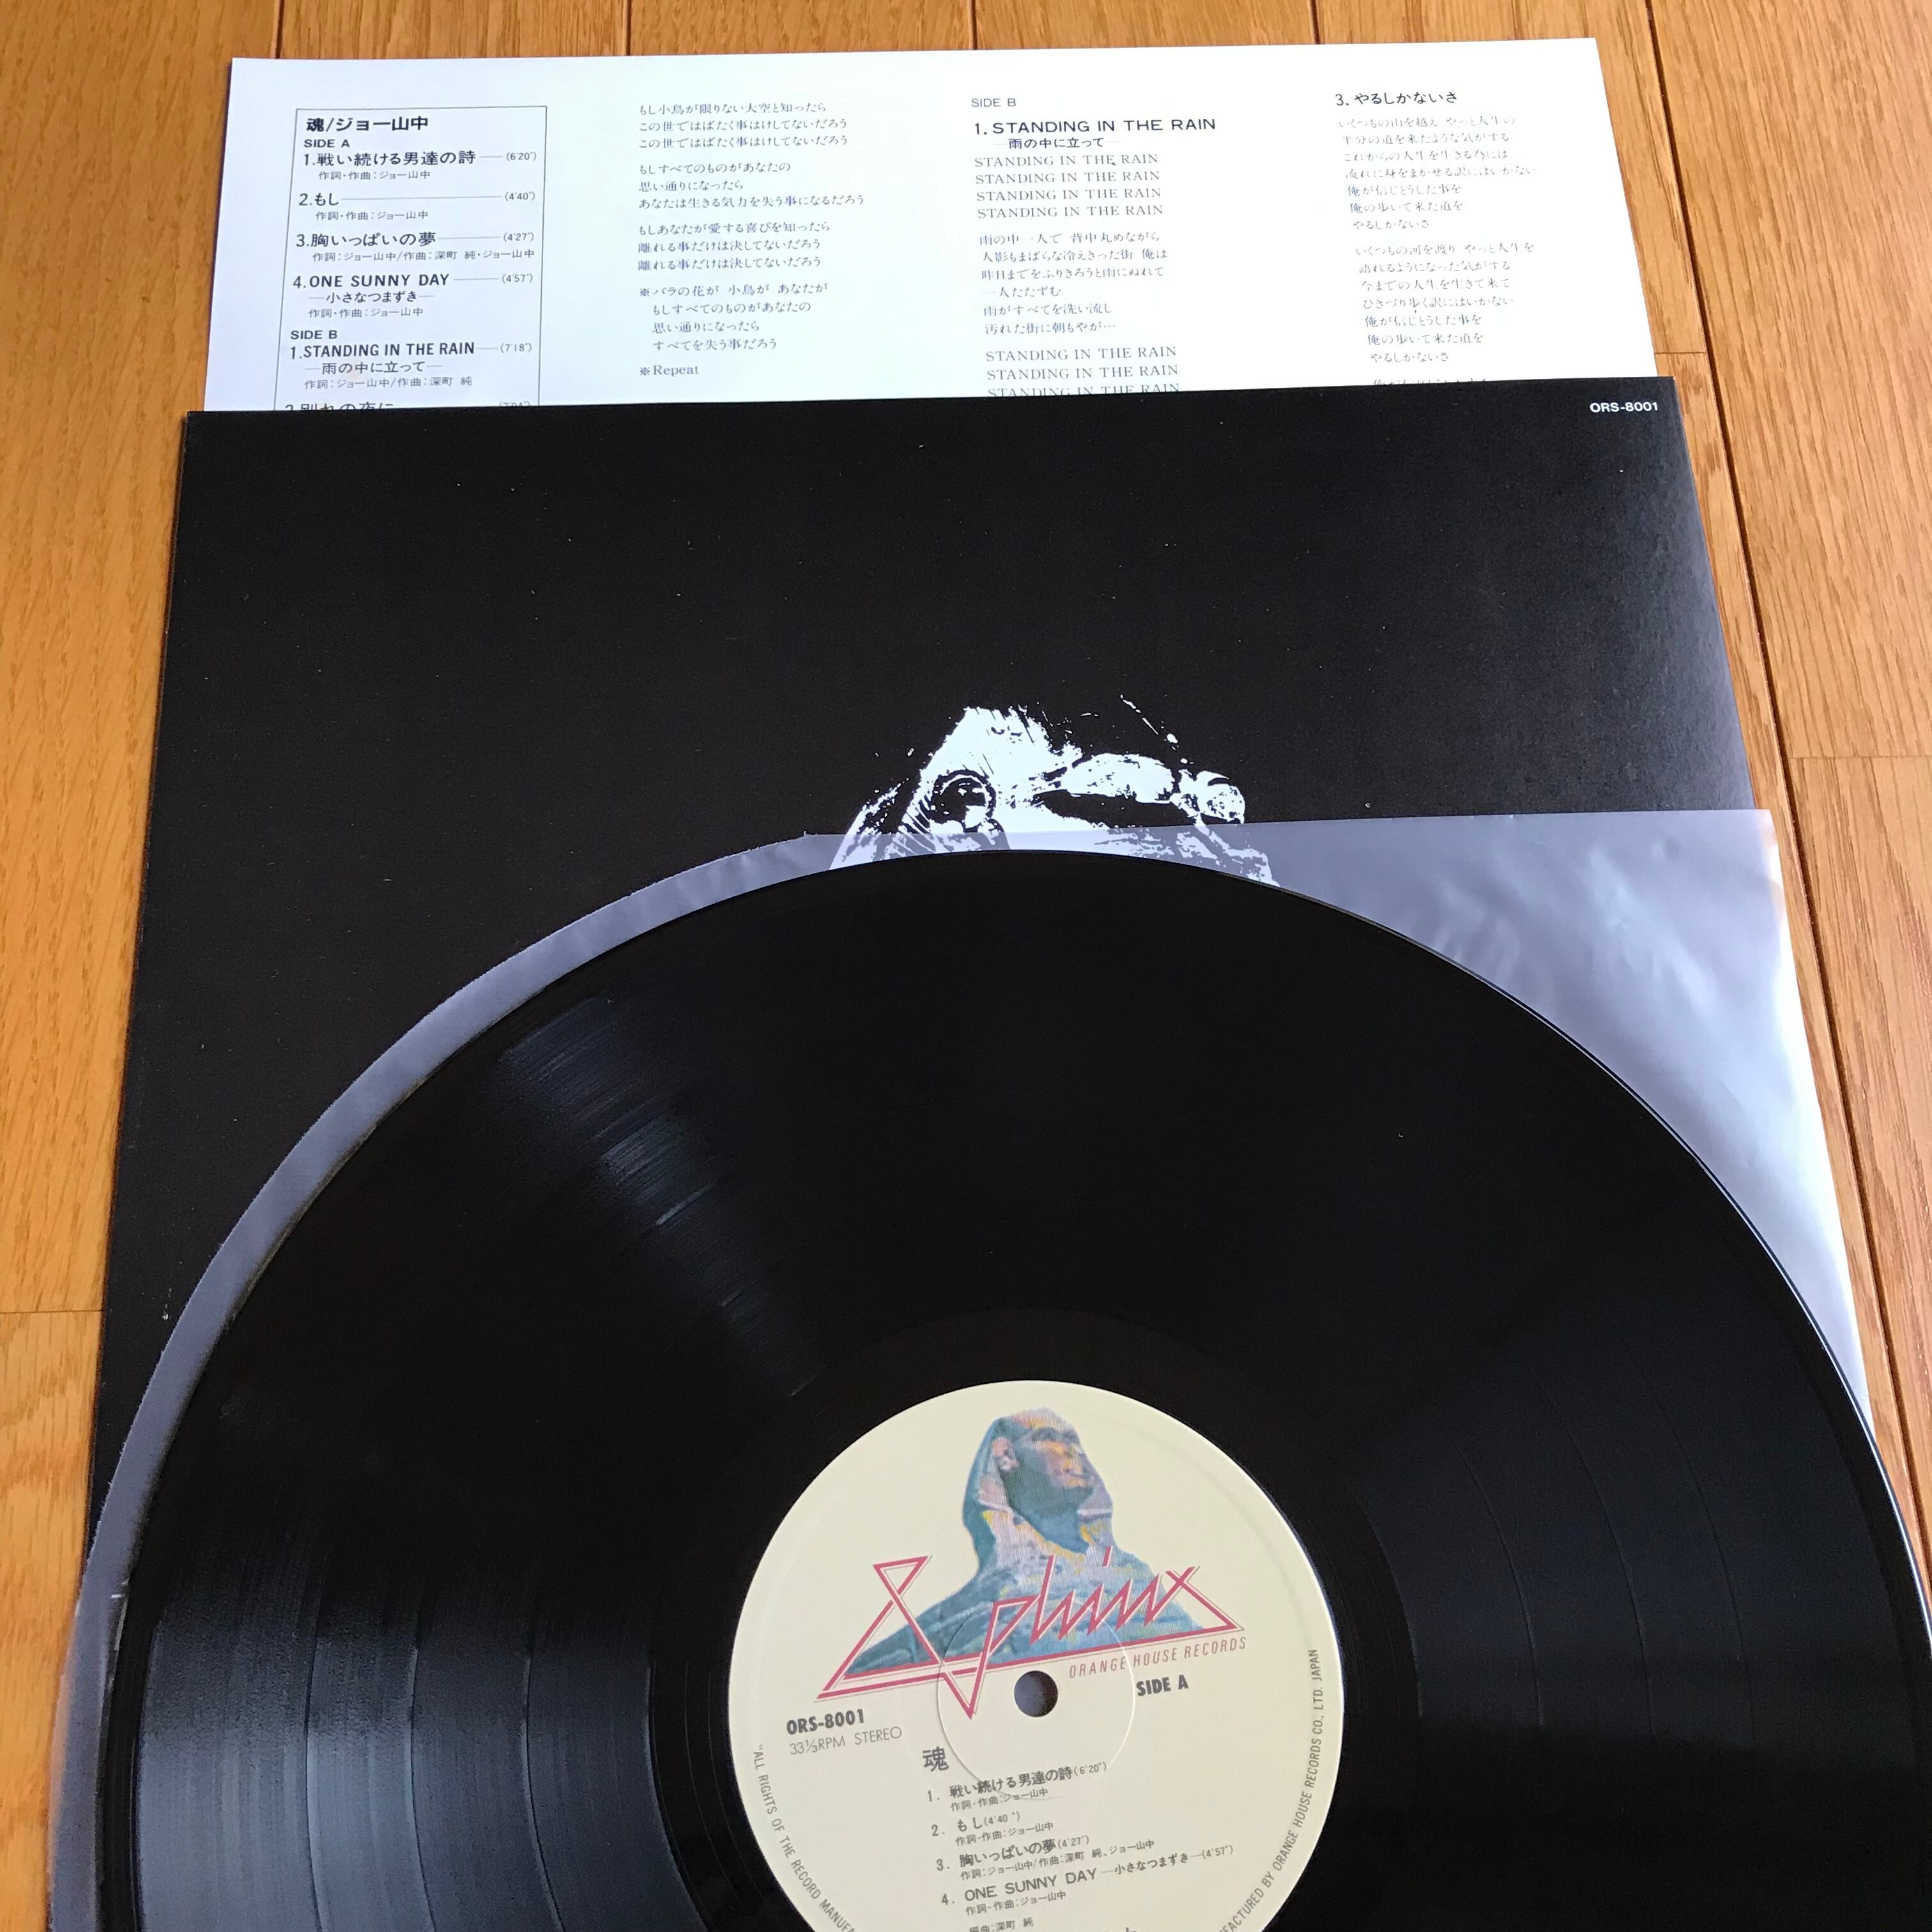 魂/ジョー山中
SIDE A
1.戦い続ける男達の詩 (6'20")
作詞・作曲:ジョー山中
2.もし (4'40")
作詞・作曲:ジョー山中
3.胸いっぱいの夢 (4'27")
作詞:ジョー山中/作曲:深町 純・ジョー山中
4.ONE SUNNY DAY (4'57")
―小さなつまずき―
作詞・作曲:ジョー山中
SIDE B
1.STANDING IN THE RAIN (7'18")
―雨の中に立って―
作詞:ジョー山中/作曲:深町 純
2.別れの夜に
もし小鳥が限りない大空と知ったら
この世ではばたく事はけしてないだろう
この世ではばたく事はけしてないだろう
もしすべてのものがあなたの
思い通りになったら
あなたは生きる気力を失う事になるだろう
もしあなたが愛する喜びを知ったら
離れる事だけは決してないだろう
離れる事だけは決してないだろう
※バラの花が 小鳥が あなたが
もしすべてのものがあなたの
思い通りになったら
すべてを失う事だろう
※Repeat
SIDE B
1.STANDING IN THE RAIN
―雨の中に立って―
STANDING IN THE RAIN
STANDING IN THE RAIN
STANDING IN THE RAIN
STANDING IN THE RAIN
雨の中一人で 背中丸めながら
人影もまばらな冷えきった街 俺は
昨日までをふりきろうと雨にぬれて
一人たたずむ
雨がすべてを洗い流し
汚れた街に朝もやが…
STANDING IN THE RAIN
STANDING IN THE RAIN
STANDING IN THE RAIN
3.やるしかないさ
いくつもの山を越え やっと人生の
半分の道を来たような気がする
これからの人生を生きる為には
流れに身をまかせる訳にはいかない
俺が信じとうした事を
俺の歩いて来た道を
やるしかないさ
いくつもの河を渡り やっと人生を
語れるようになった気がする
今までの人生を生きて来て
ひきづり歩く訳にはいかない
俺が信じとうした事を
俺の歩いて来た道を
やるしかないさ
ORS-8001
Sphinx
ORANGE HOUSE RECORDS
SIDE A
ORS-8001
33⅓RPM STEREO
魂
1. 戦い続ける男達の詩(6'20")
作詞・作曲:ジョー山中
2. もし(4'40")
作詞・作曲:ジョー山中
3. 胸いっぱいの夢(4'27")
作詞:ジョー山中/作曲:深町 純、ジョー山中
4. ONE SUNNY DAY ―小さなつまずき―(4'57")
作詞・作曲:ジョー山中
編曲:深町 純
"ALL RIGHTS OF THE RECORD MANUFA
FACTURED BY ORANGE HOUSE RECORDS CO., LTD. JAPAN